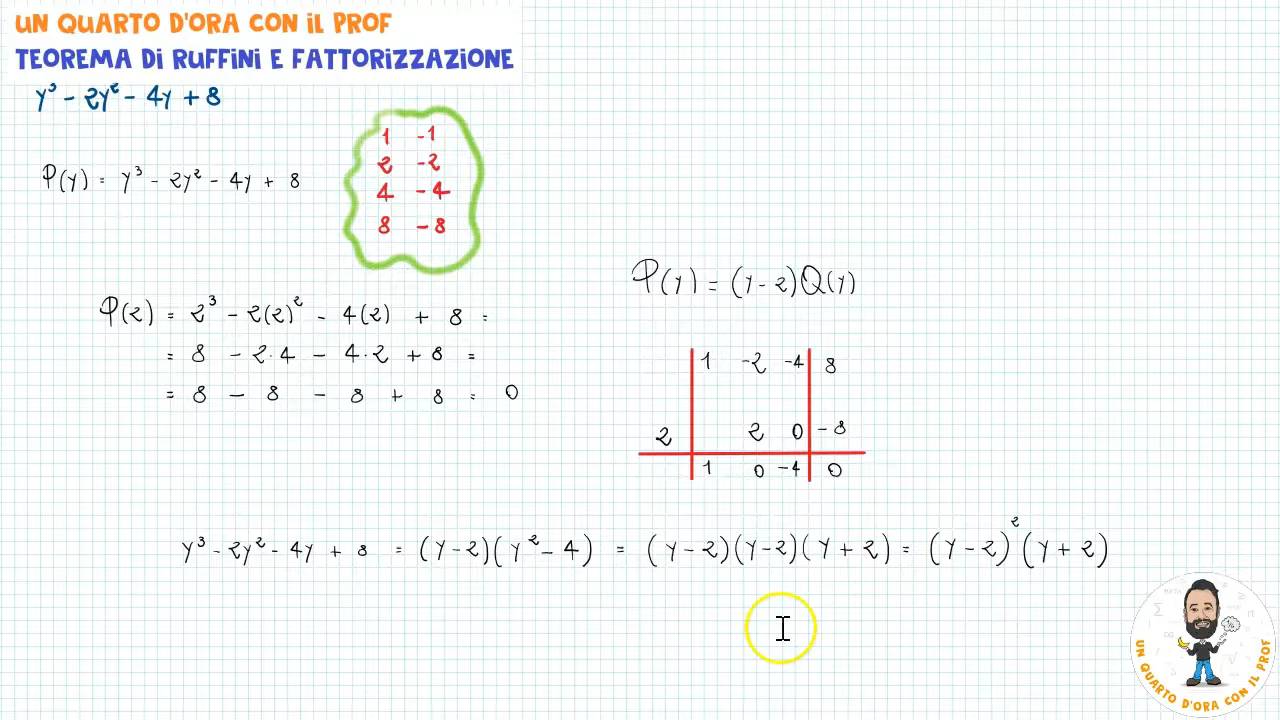 UN QUARTO D'ORA CON IL PROF
TEOREMA DI RUFFINI E FATTORIZZAZIONE
y³ - 2y² - 4y + 8
1 -1
2 -2
4 -4
8 -8
P(y) = y³ - 2y² - 4y + 8
P(y) = (y-2)Q(y)
P(2) = 2³ - 2(2)² - 4(2) + 8 =
= 8 - 2·4 - 4·2 + 8 =
= 8 - 8 - 8 + 8 = 0
1 -2 -4 8
2 2 0 -8
1 0 -4 0
y³ - 2y² - 4y + 8 = (y-2)(y² - 4) = (y-2)(y-2)(y+2) = (y-2)²(y+2)
UN QUARTO D'ORA CON IL PROF